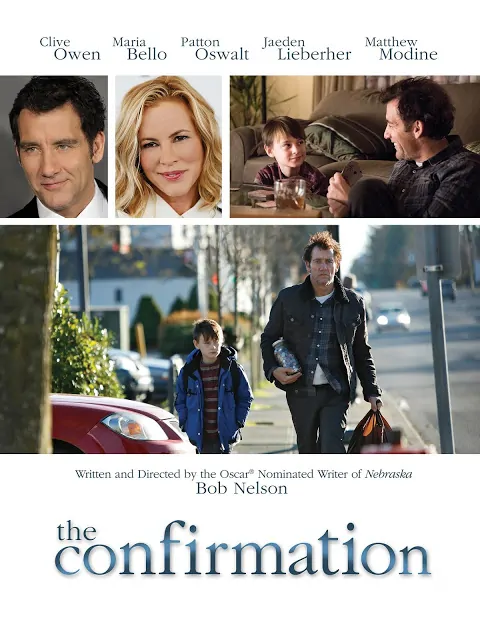 Clive Maria Patton Jaeden Matthew
Owen Bello Oswalt Lieberher Modine
Written and Directed by the Oscar® Nominated Writer of Nebraska
Bob Nelson
the
confirmation